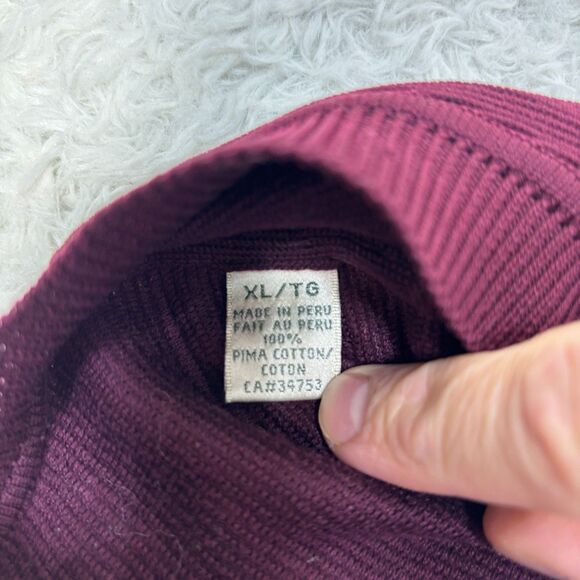 XL/TG
MADE IN PERU
FAIT AU PERU
100%
PIMA COTTON/
COTON
CA#34753